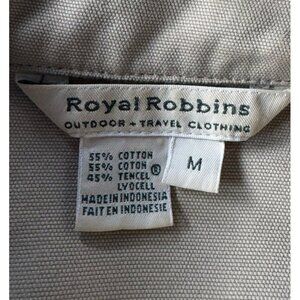 Royal Robbins
OUTDOOR + TRAVEL CLOTHING
55% COTTON
55% COTON
45% TENCEL®
LYOCELL
MADE IN INDONESIA
FAIT EN INDONESIE
M